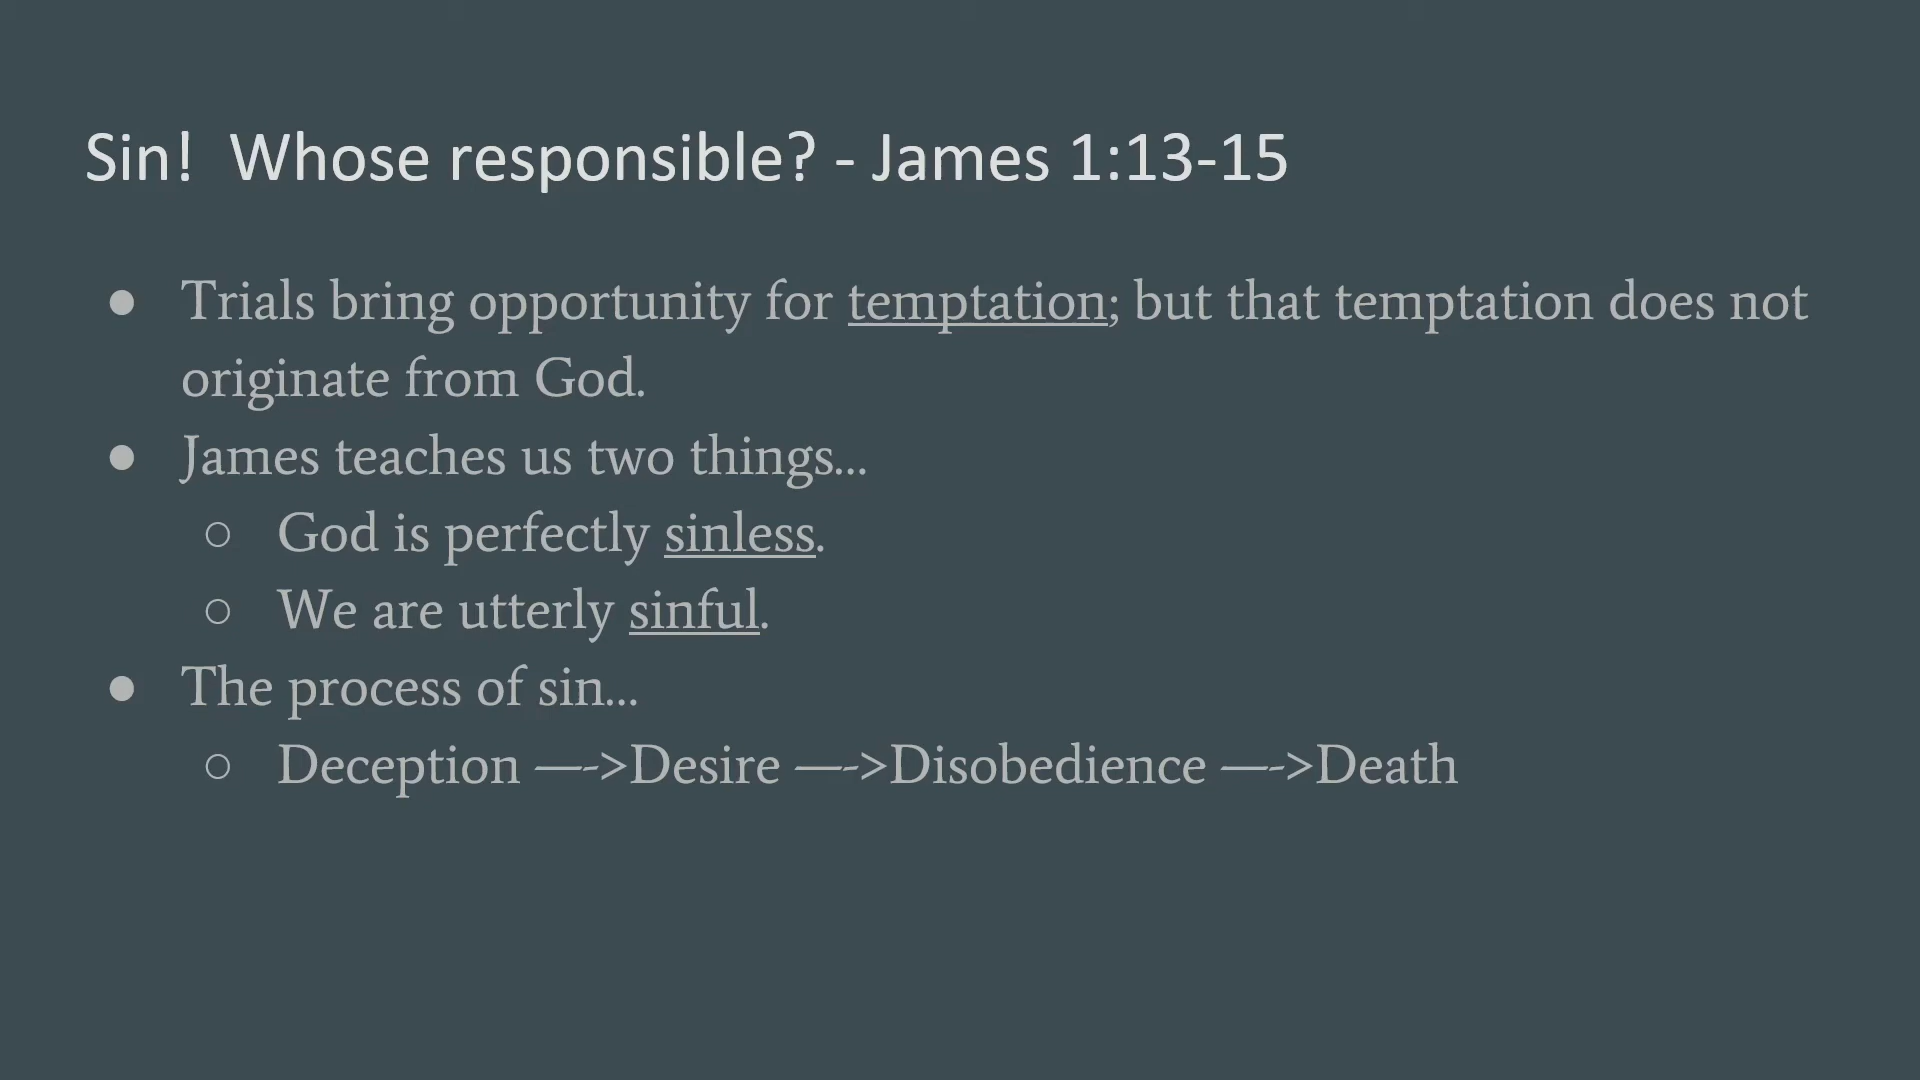 Sin!  Whose responsible? - James 1:13-15
● Trials bring opportunity for temptation; but that temptation does not
originate from God.
● James teaches us two things...
○ God is perfectly sinless.
○ We are utterly sinful.
● The process of sin...
○ Deception —->Desire —->Disobedience —->Death